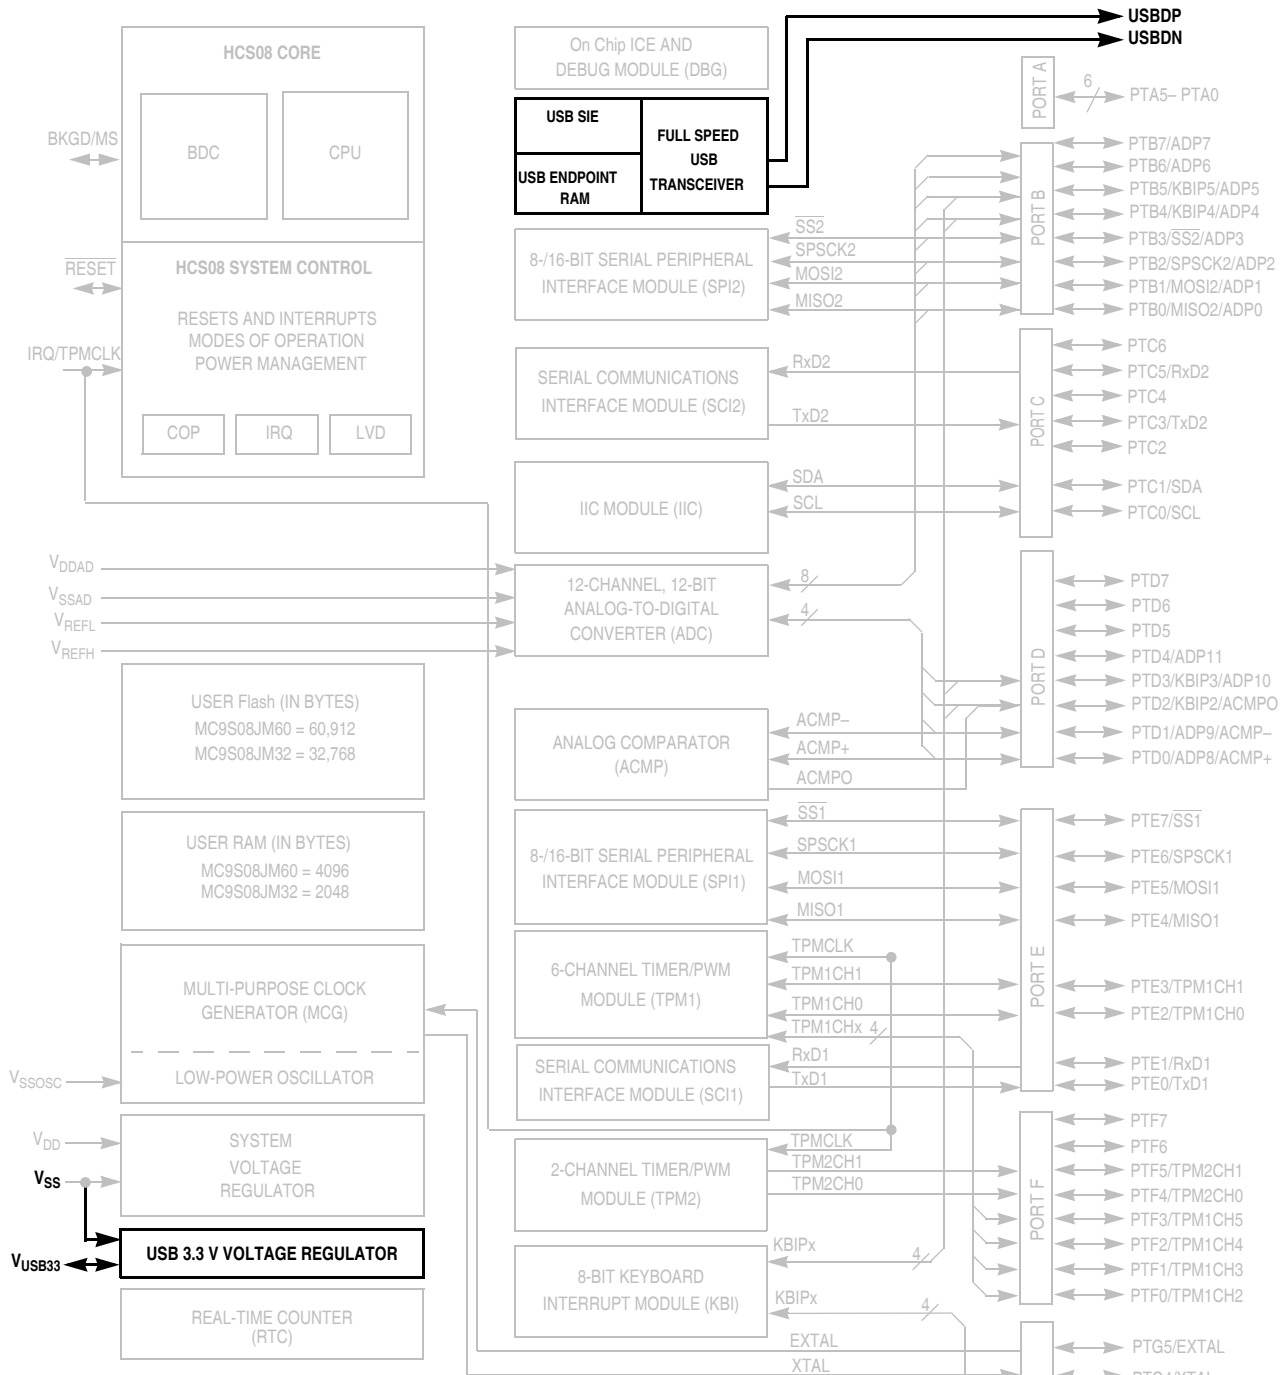 HCS08 CORE
BDC
CPU
BKGD/MS
RESET
HCS08 SYSTEM CONTROL
RESETS AND INTERRUPTS
MODES OF OPERATION
POWER MANAGEMENT
IRQ/TPMCLK
COP
IRQ
LVD
VDDAD
VSSAD
VREFL
VREFH
USER Flash (IN BYTES)
MC9S08JM60 = 60,912
MC9S08JM32 = 32,768
USER RAM (IN BYTES)
MC9S08JM60 = 4096
MC9S08JM32 = 2048
MULTI-PURPOSE CLOCK
GENERATOR (MCG)
LOW-POWER OSCILLATOR
VSSOSC
VDD
VSS
SYSTEM
VOLTAGE
REGULATOR
USB 3.3 V VOLTAGE REGULATOR
VUSB33
REAL-TIME COUNTER
(RTC)
On Chip ICE AND
DEBUG MODULE (DBG)
USB SIE
USB ENDPOINT
RAM
FULL SPEED
USB
TRANSCEIVER
USBDP
USBDN
8-/16-BIT SERIAL PERIPHERAL
INTERFACE MODULE (SPI2)
SS2
SPSCK2
MOSI2
MISO2
SERIAL COMMUNICATIONS
INTERFACE MODULE (SCI2)
RxD2
TxD2
IIC MODULE (IIC)
SDA
SCL
12-CHANNEL, 12-BIT
ANALOG-TO-DIGITAL
CONVERTER (ADC)
8
4
ANALOG COMPARATOR
(ACMP)
ACMP–
ACMP+
ACMPO
8-/16-BIT SERIAL PERIPHERAL
INTERFACE MODULE (SPI1)
SS1
SPSCK1
MOSI1
MISO1
6-CHANNEL TIMER/PWM
MODULE (TPM1)
TPMCLK
TPM1CH1
TPM1CH0
TPM1CHx 4
SERIAL COMMUNICATIONS
INTERFACE MODULE (SCI1)
RxD1
TxD1
2-CHANNEL TIMER/PWM
MODULE (TPM2)
TPMCLK
TPM2CH1
TPM2CH0
8-BIT KEYBOARD
INTERRUPT MODULE (KBI)
KBIPx
4
KBIPx
4
EXTAL
XTAL
PORT A
6
PTA5– PTA0
PORT B
PTB7/ADP7
PTB6/ADP6
PTB5/KBIP5/ADP5
PTB4/KBIP4/ADP4
PTB3/SS2/ADP3
PTB2/SPSCK2/ADP2
PTB1/MOSI2/ADP1
PTB0/MISO2/ADP0
PORT C
PTC6
PTC5/RxD2
PTC4
PTC3/TxD2
PTC2
PTC1/SDA
PTC0/SCL
PORT D
PTD7
PTD6
PTD5
PTD4/ADP11
PTD3/KBIP3/ADP10
PTD2/KBIP2/ACMPO
PTD1/ADP9/ACMP–
PTD0/ADP8/ACMP+
PORT E
PTE7/SS1
PTE6/SPSCK1
PTE5/MOSI1
PTE4/MISO1
PTE3/TPM1CH1
PTE2/TPM1CH0
PTE1/RxD1
PTE0/TxD1
PORT F
PTF7
PTF6
PTF5/TPM2CH1
PTF4/TPM2CH0
PTF3/TPM1CH5
PTF2/TPM1CH4
PTF1/TPM1CH3
PTF0/TPM1CH2
PTG5/EXTAL